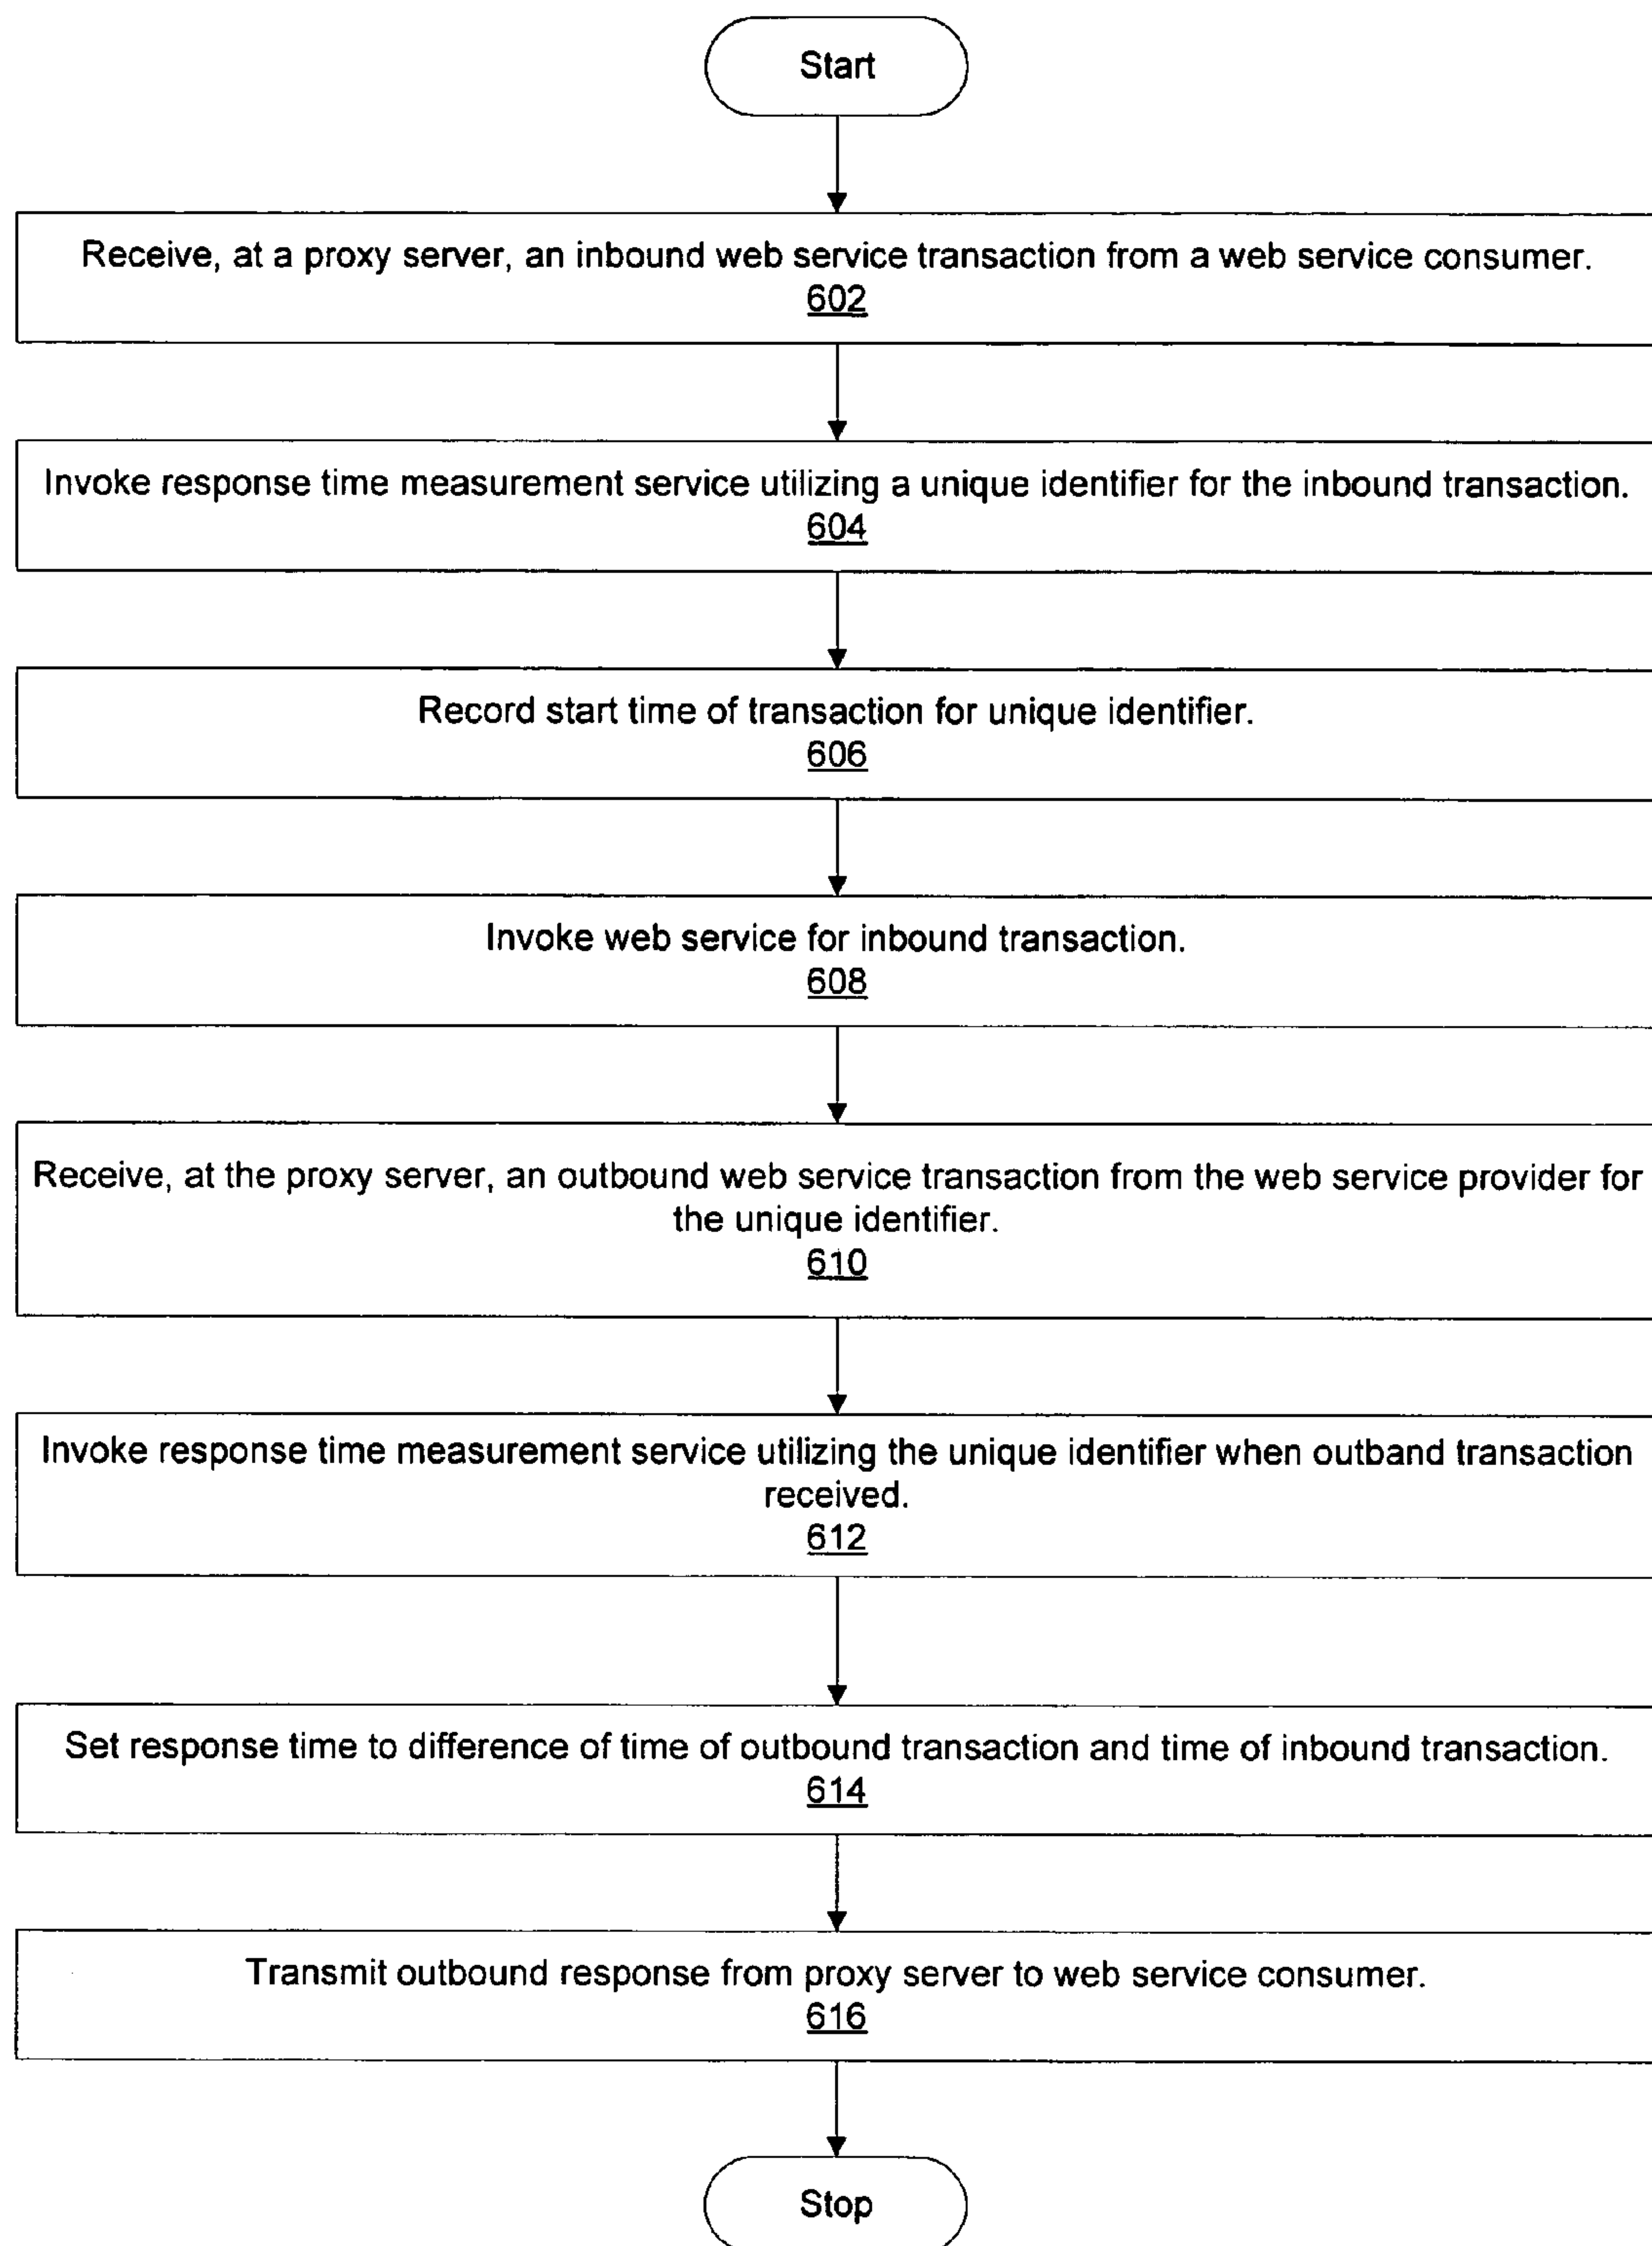 Start
Receive, at a proxy server, an inbound web service transaction from a web service consumer.
602
Invoke response time measurement service utilizing a unique identifier for the inbound transaction.
604
Record start time of transaction for unique identifier.
606
Invoke web service for inbound transaction.
608
Receive, at the proxy server, an outbound web service transaction from the web service provider for
the unique identifier.
610
Invoke response time measurement service utilizing the unique identifier when outband transaction
received.
612
Set response time to difference of time of outbound transaction and time of inbound transaction.
614
Transmit outbound response from proxy server to web service consumer.
616
Stop